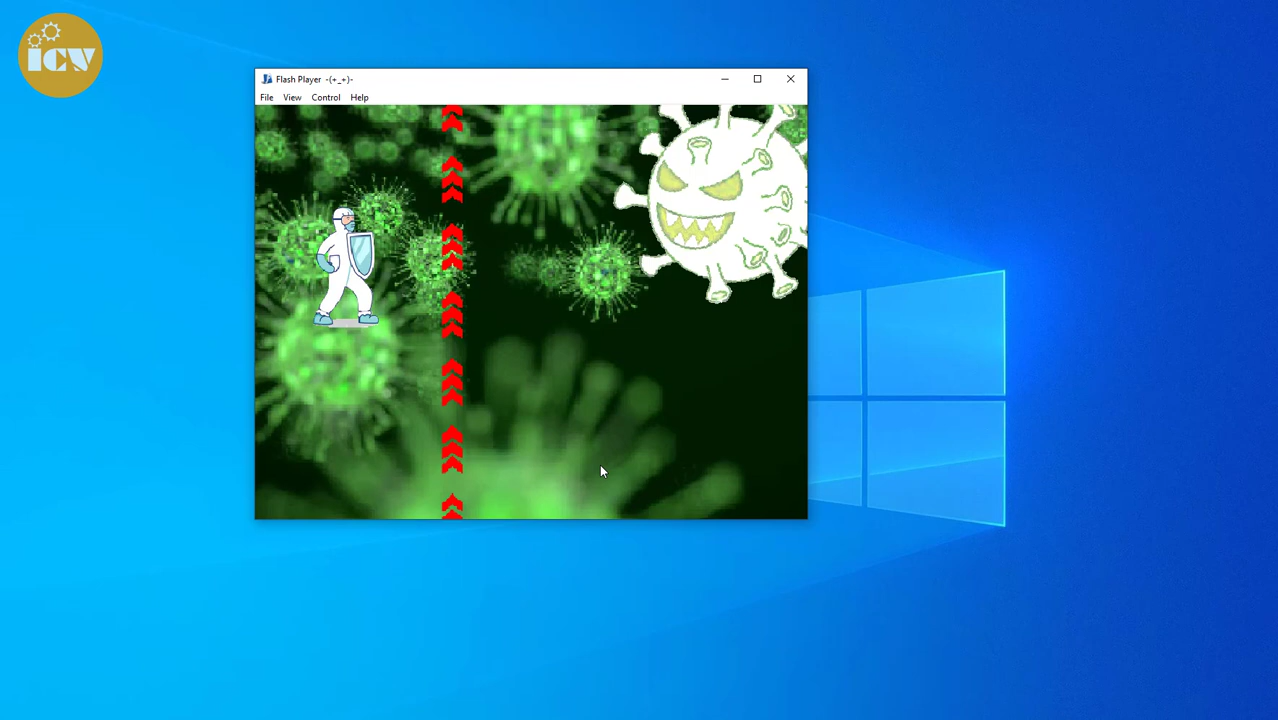 icv
Flash Player -(+_+)-
File View Control Help